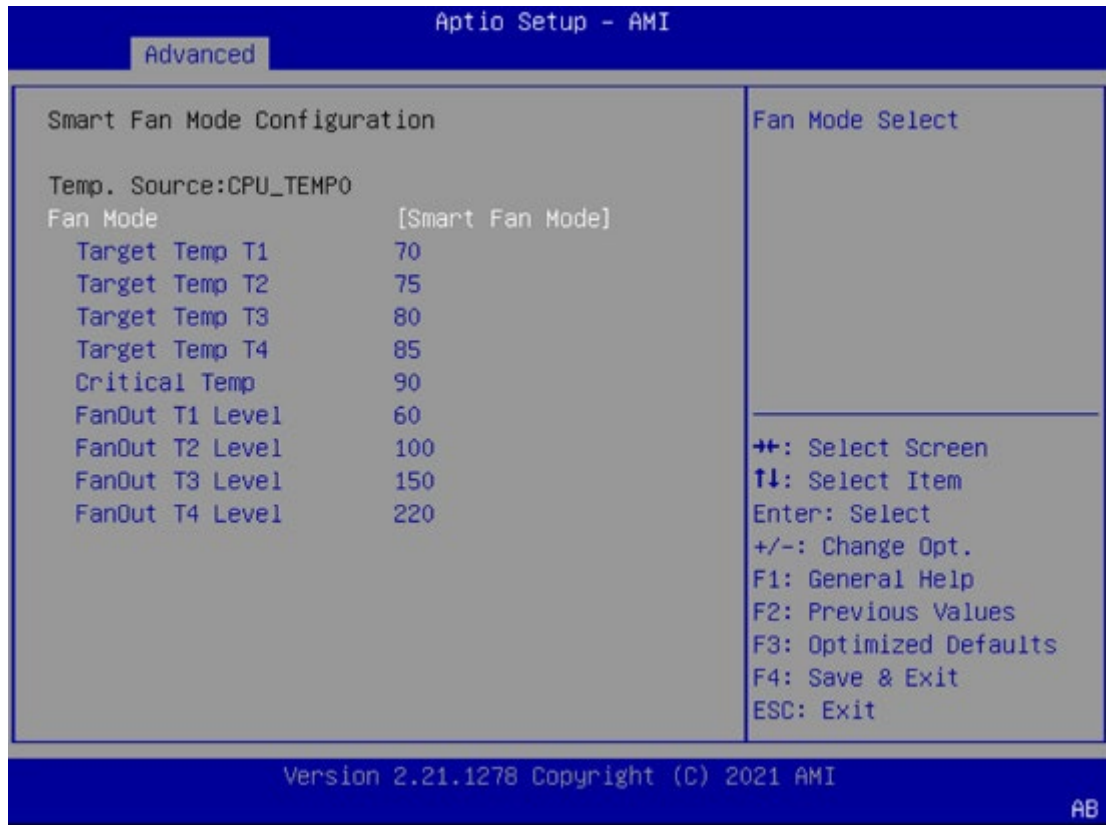 Aptio Setup – AMI
Advanced
Smart Fan Mode Configuration
Temp. Source:CPU_TEMP0
Fan Mode [Smart Fan Mode]
Target Temp T1 70
Target Temp T2 75
Target Temp T3 80
Target Temp T4 85
Critical Temp 90
FanOut T1 Level 60
FanOut T2 Level 100
FanOut T3 Level 150
FanOut T4 Level 220
Fan Mode Select
→←: Select Screen
↑↓: Select Item
Enter: Select
+/-: Change Opt.
F1: General Help
F2: Previous Values
F3: Optimized Defaults
F4: Save & Exit
ESC: Exit
Version 2.21.1278 Copyright (C) 2021 AMI
AB